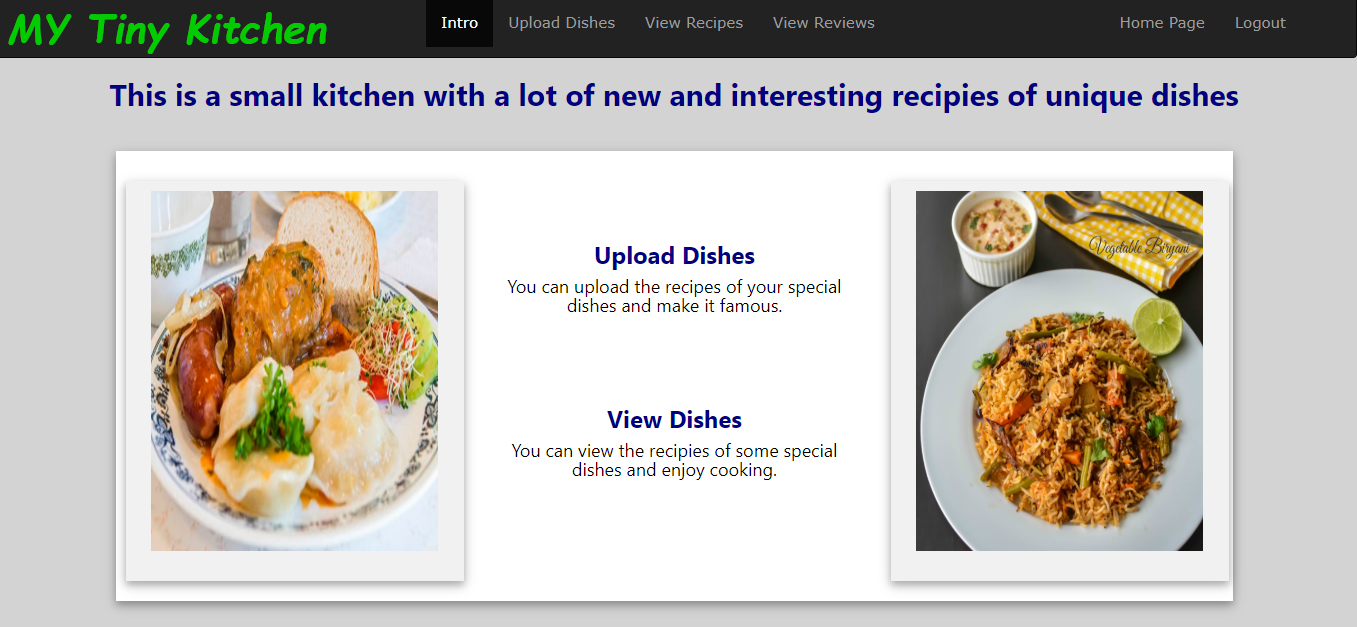 MY Tiny Kitchen
Intro
Upload Dishes
View Recipes
View Reviews
Home Page
Logout
This is a small kitchen with a lot of new and interesting recipies of unique dishes
Vegetable Biryani
Upload Dishes
You can upload the recipes of your special
dishes and make it famous.
View Dishes
You can view the recipies of some special
dishes and enjoy cooking.